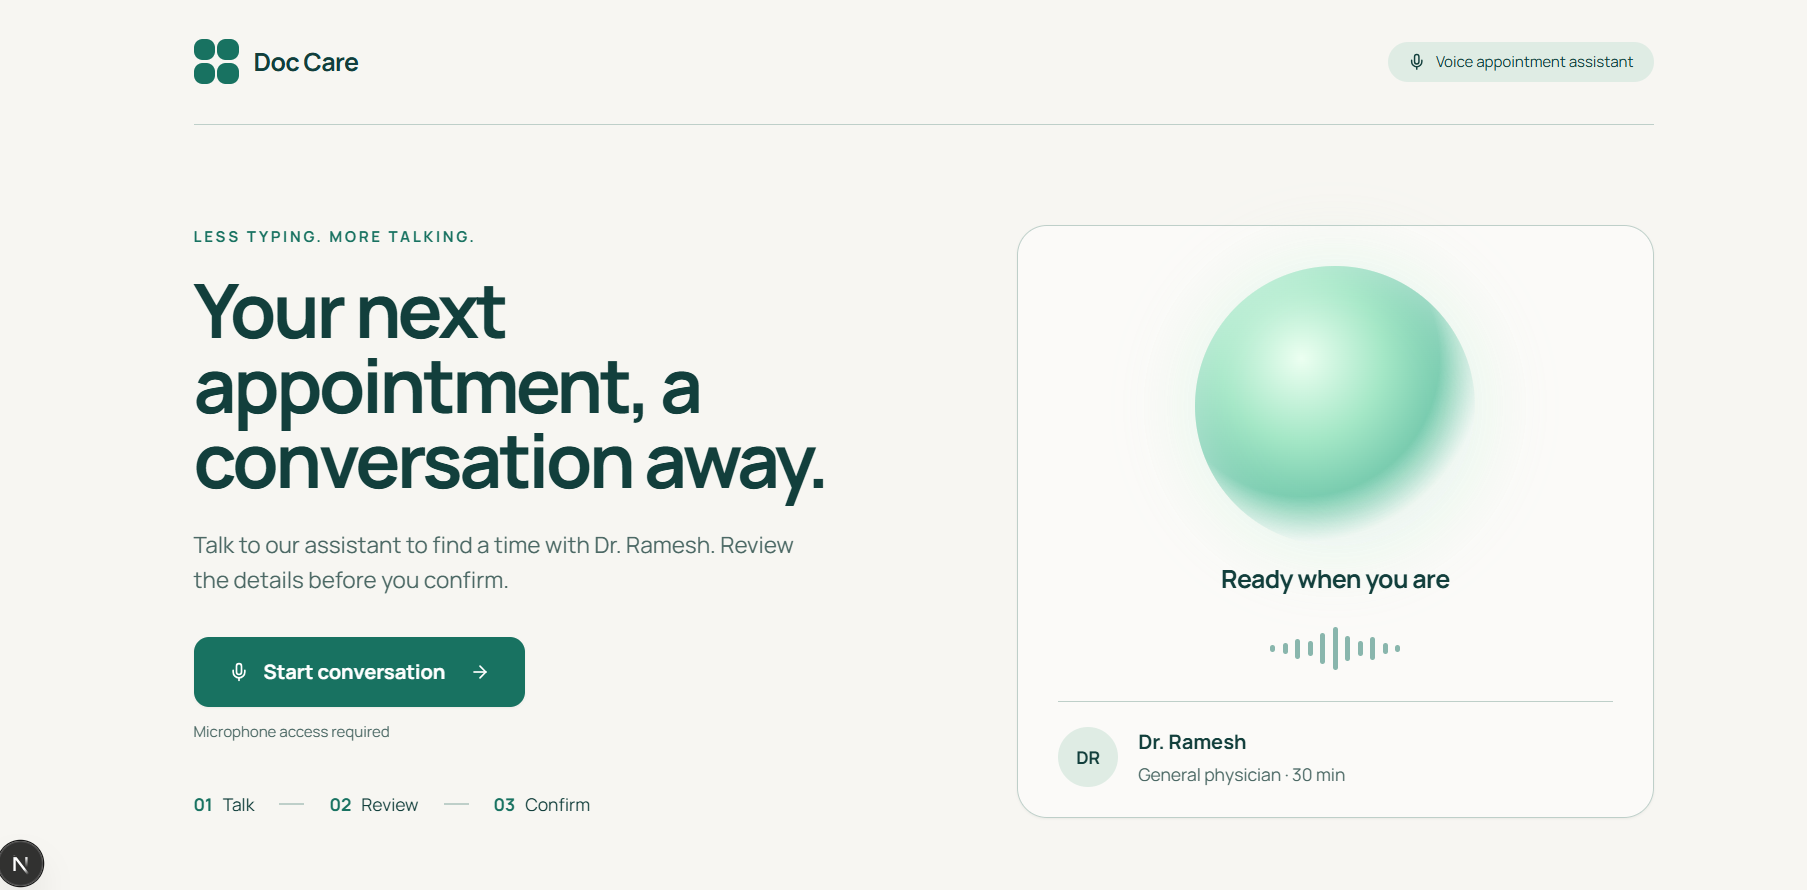 Doc Care
Voice appointment assistant
LESS TYPING. MORE TALKING.
Your next
appointment, a
conversation away.
Talk to our assistant to find a time with Dr. Ramesh. Review
the details before you confirm.
Start conversation
Microphone access required
01 Talk
02 Review
03 Confirm
Ready when you are
DR
Dr. Ramesh
General physician · 30 min
N